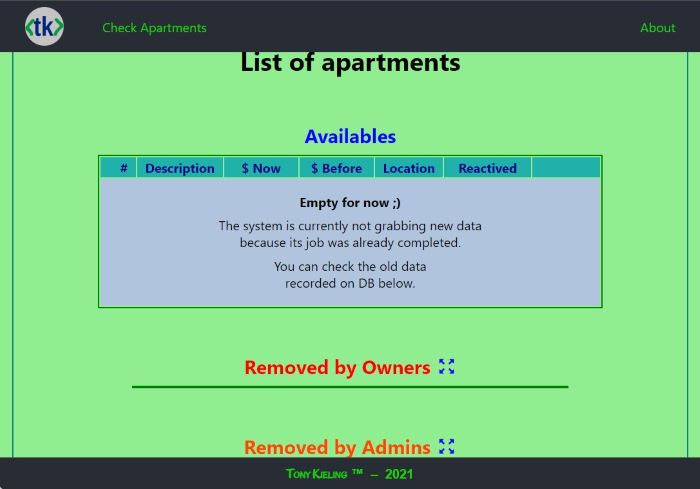 <tk>
Check Apartments
About
List of apartments
Availables
# Description $ Now $ Before Location Reactived
Empty for now ;)
The system is currently not grabbing new data
because its job was already completed.
You can check the old data
recorded on DB below.
Removed by Owners
Removed by Admins
Tony Kieling ™ – 2021